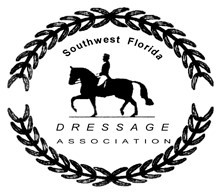 Southwest Florida
DRESSAGE
ASSOCIATION